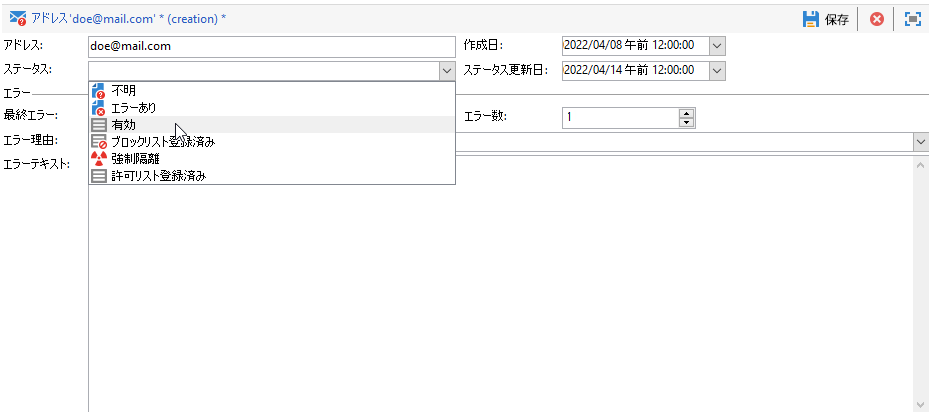 アドレス 'doe@mail.com' * (creation) *
保存
アドレス: doe@mail.com 作成日: 2022/04/08 午前 12:00:00
ステータス: ステータス更新日: 2022/04/14 午前 12:00:00
エラー
不明
エラーあり
最終エラー: エラー数: 1
有効
エラー理由:
ブロックリスト登録済み
エラーテキスト:
強制隔離
許可リスト登録済み